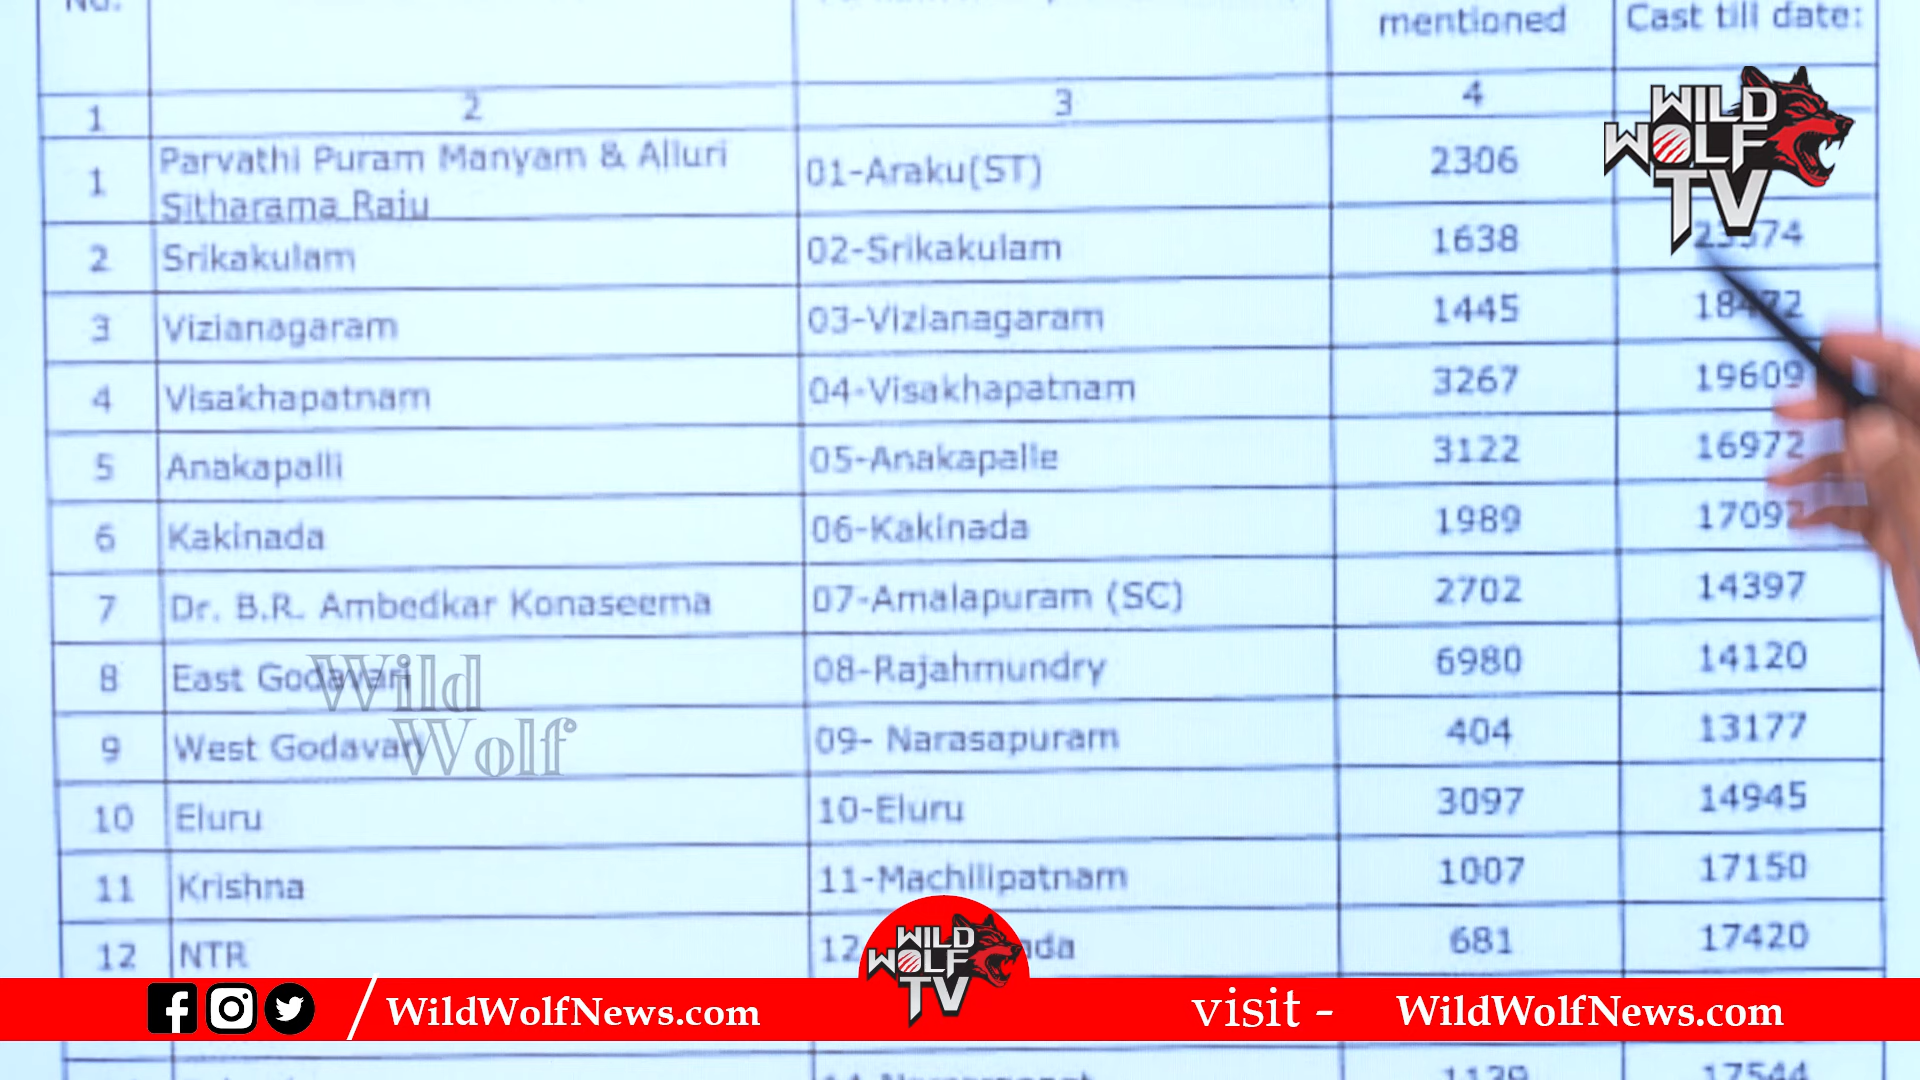 No.
mentioned
Cast till date:
1 2 3 4
1 Parvathi Puram Manyam & Alluri Sitharama Raju 01-Araku(ST) 2306
2 Srikakulam 02-Srikakulam 1638
3 Vizianagaram 03-Vizianagaram 1445
4 Visakhapatnam 04-Visakhapatnam 3267 19609
5 Anakapalli 05-Anakapalle 3122 16972
6 Kakinada 06-Kakinada 1989
7 Dr. B.R. Ambedkar Konaseema 07-Amalapuram (SC) 2702 14397
8 East Godavari 08-Rajahmundry 6980 14120
9 West Godavari 09- Narasapuram 404 13177
10 Eluru 10-Eluru 3097 14945
11 Krishna 11-Machilipatnam 1007 17150
12 NTR 681 17420
1139 17544
WILD
WOLF
TV
Wild
Wolf
WILD
WOLF
TV
WildWolfNews.com
visit - WildWolfNews.com